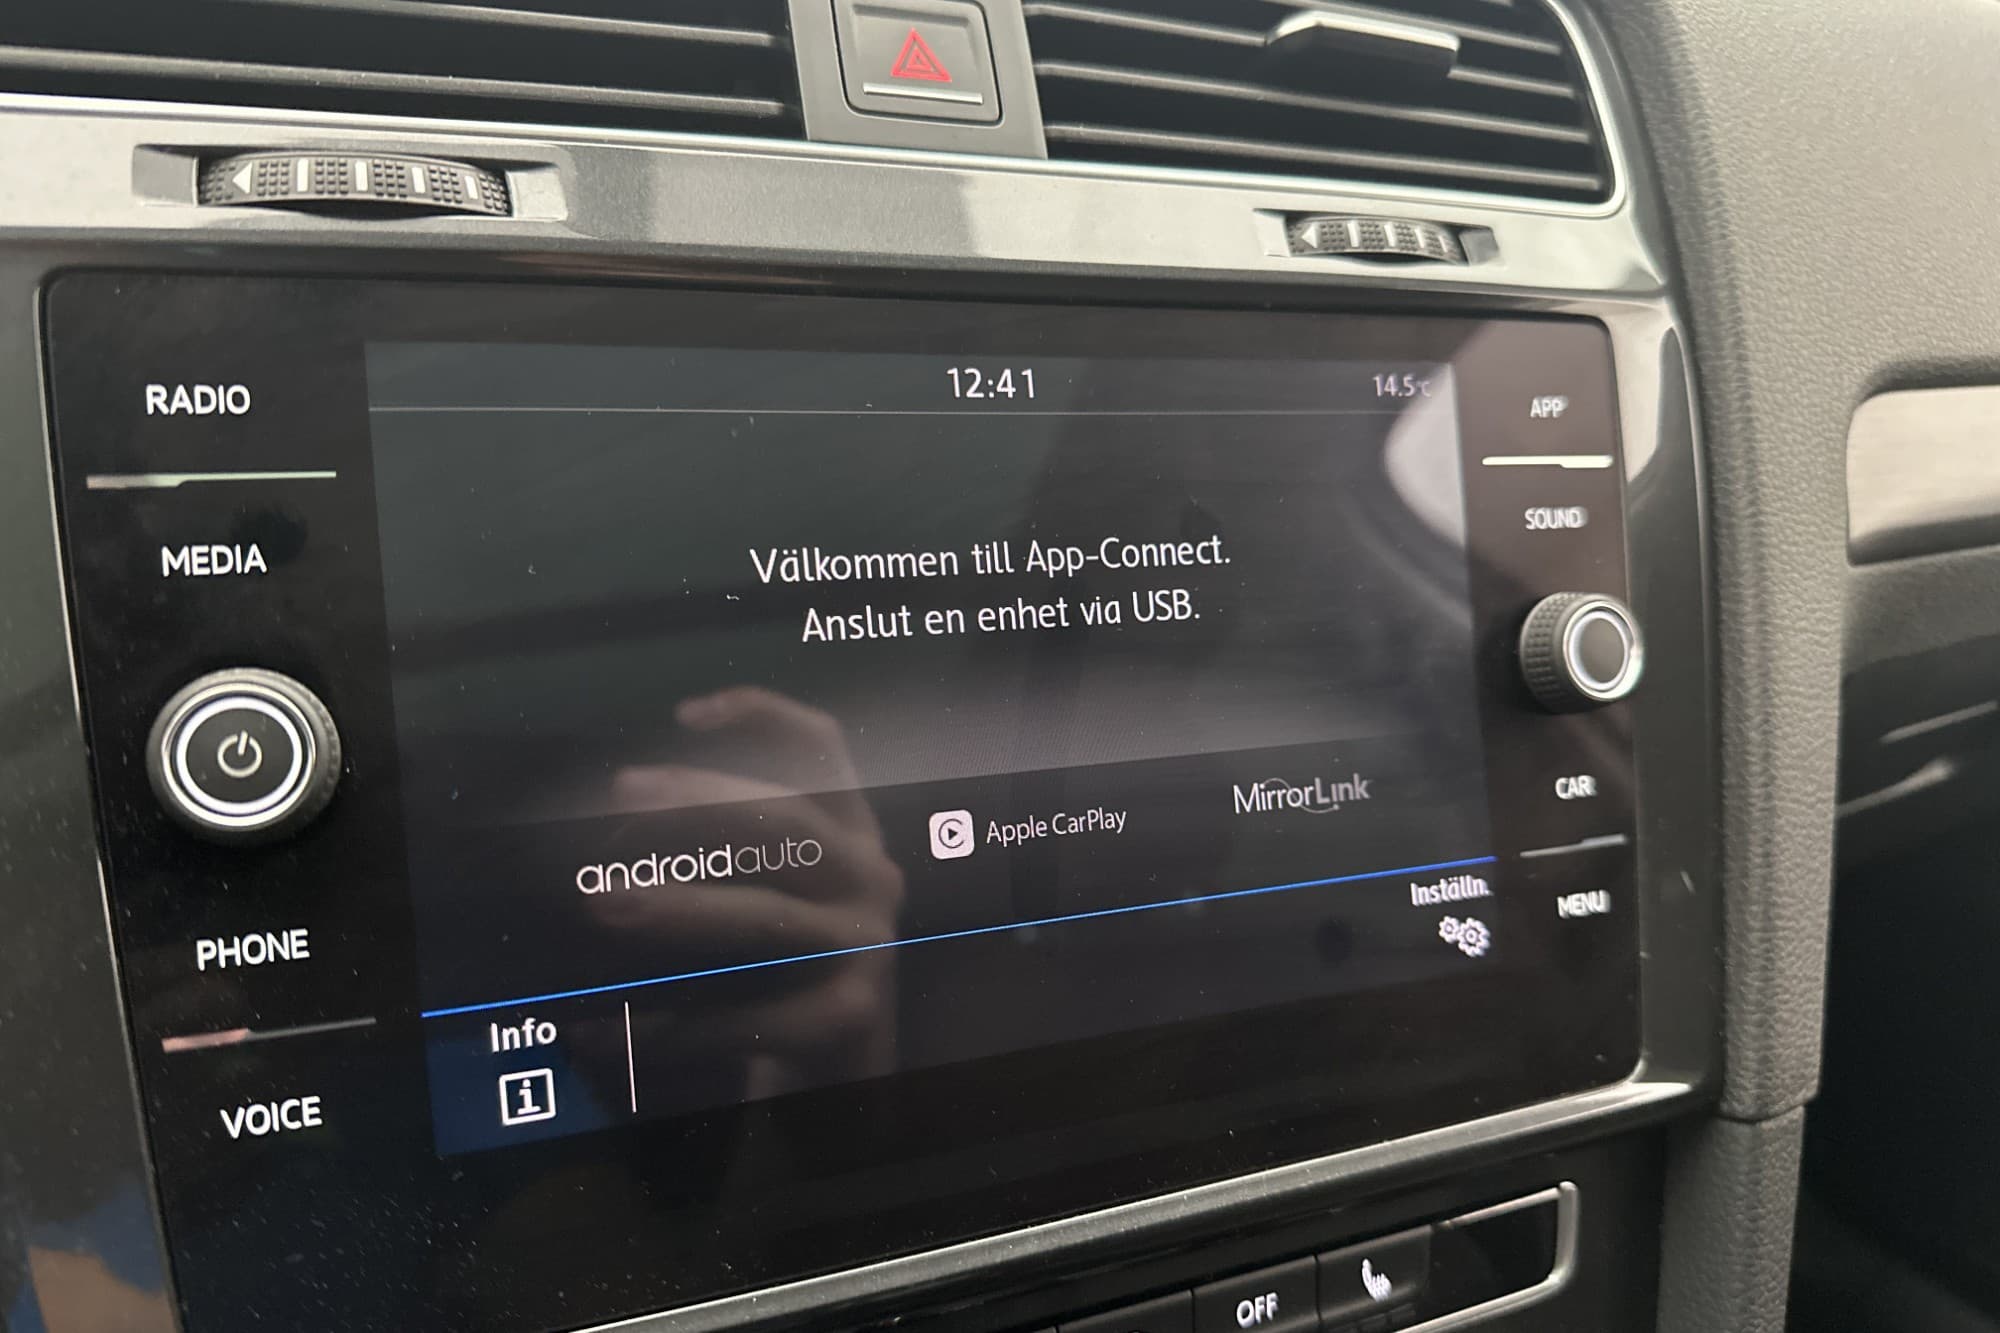 RADIO
MEDIA
PHONE
VOICE
12:41
14.5°C
Välkommen till App-Connect.
Anslut en enhet via USB.
androidauto
Apple CarPlay
MirrorLink
Inställn.
Info
i
APP
SOUND
CAR
MENU
OFF